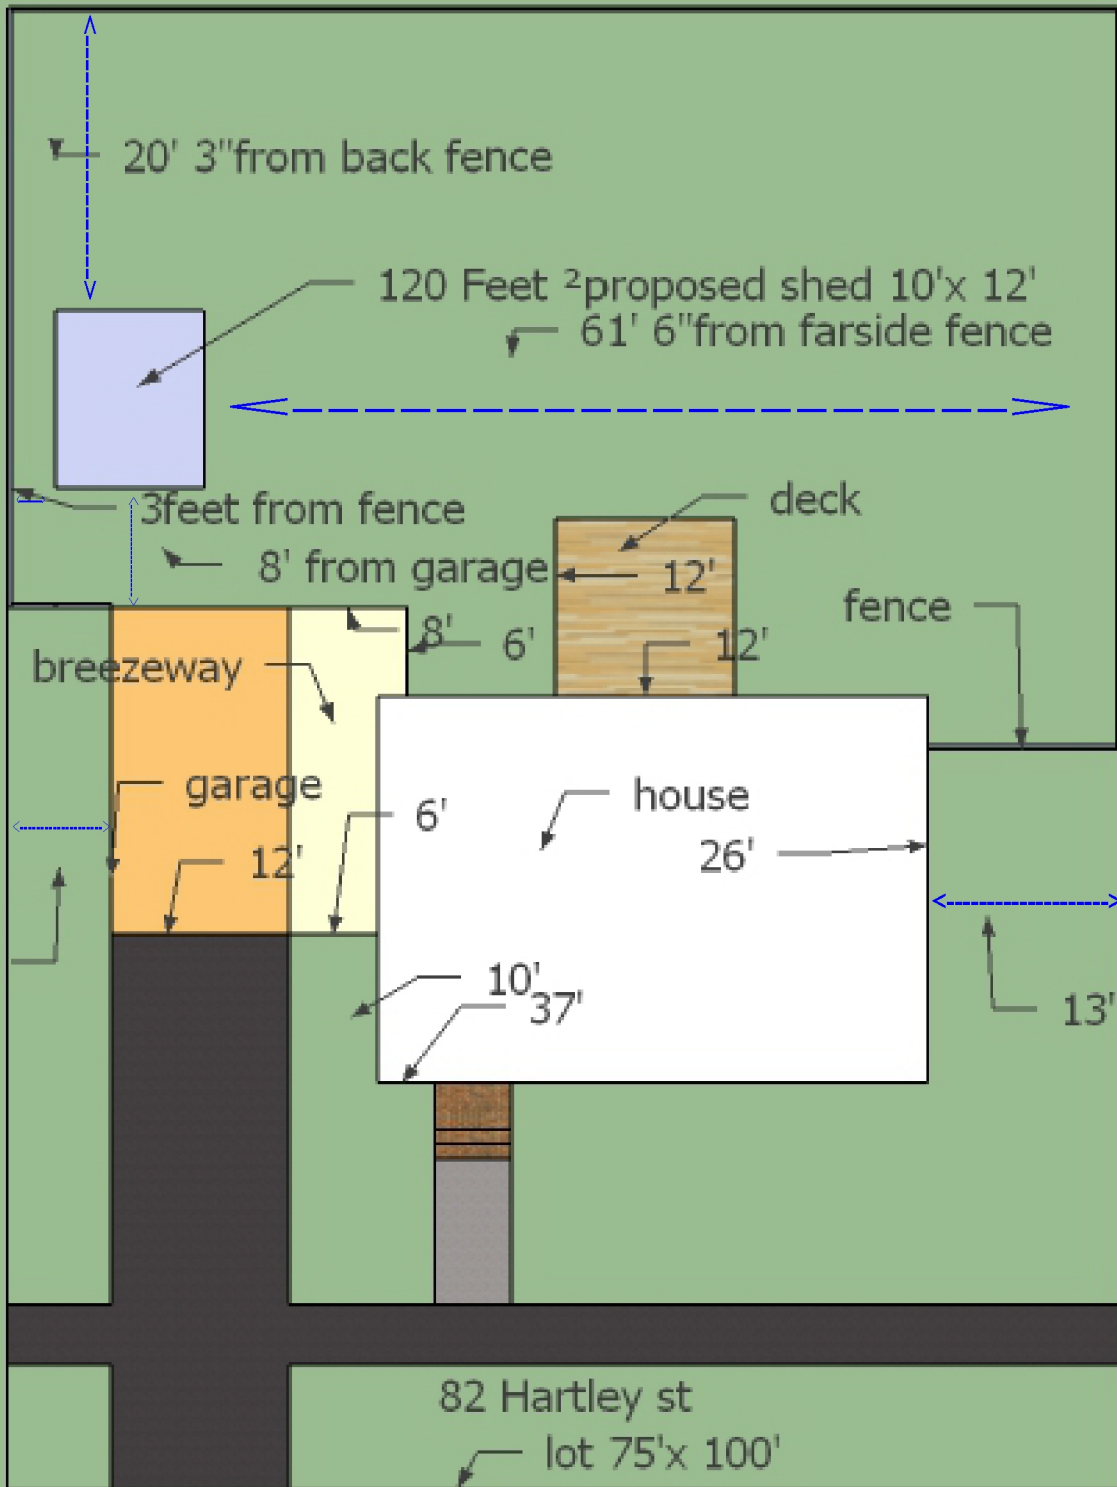 20' 3"from back fence
120 Feet ²proposed shed 10'x 12'
61' 6"from farside fence
3feet from fence
deck
8' from garage
12'
fence
8'
6'
12'
breezeway
garage
house
6'
26'
12'
10'
37'
13'
82 Hartley st
lot 75'x 100'